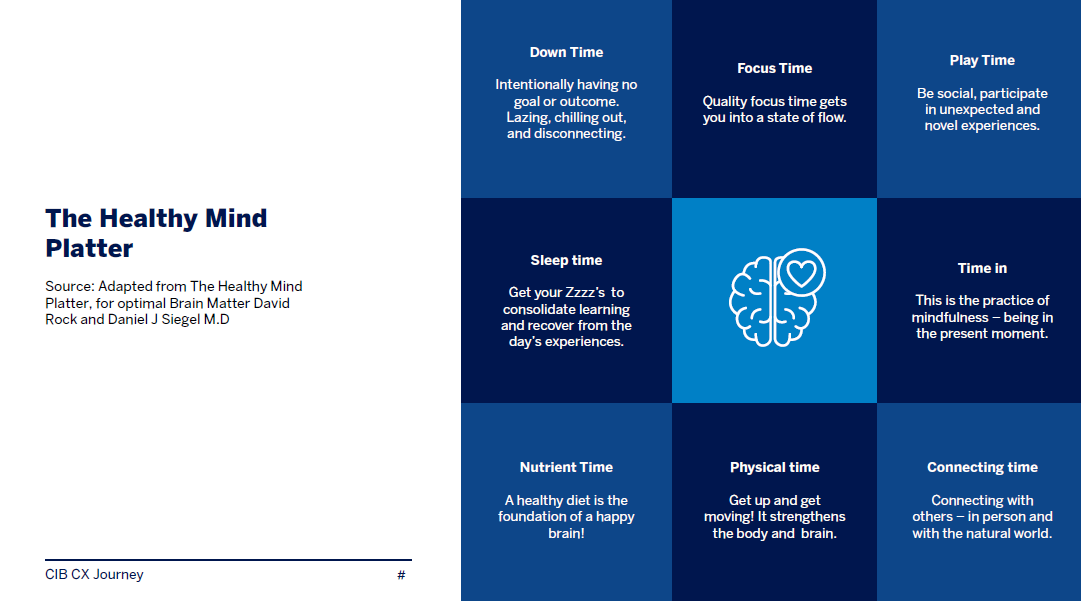 The Healthy Mind
Platter
Source: Adapted from The Healthy Mind
Platter, for optimal Brain Matter David
Rock and Daniel J Siegel M.D
CIB CX Journey
#
Down Time
Intentionally having no
goal or outcome.
Lazing, chilling out,
and disconnecting.
Focus Time
Quality focus time gets
you into a state of flow.
Play Time
Be social, participate
in unexpected and
novel experiences.
Sleep time
Get your Zzzz’s  to
consolidate learning
and recover from the
day’s experiences.
Time in
This is the practice of
mindfulness – being in
the present moment.
Nutrient Time
A healthy diet is the
foundation of a happy
brain!
Physical time
Get up and get
moving! It strengthens
the body and  brain.
Connecting time
Connecting with
others – in person and
with the natural world.